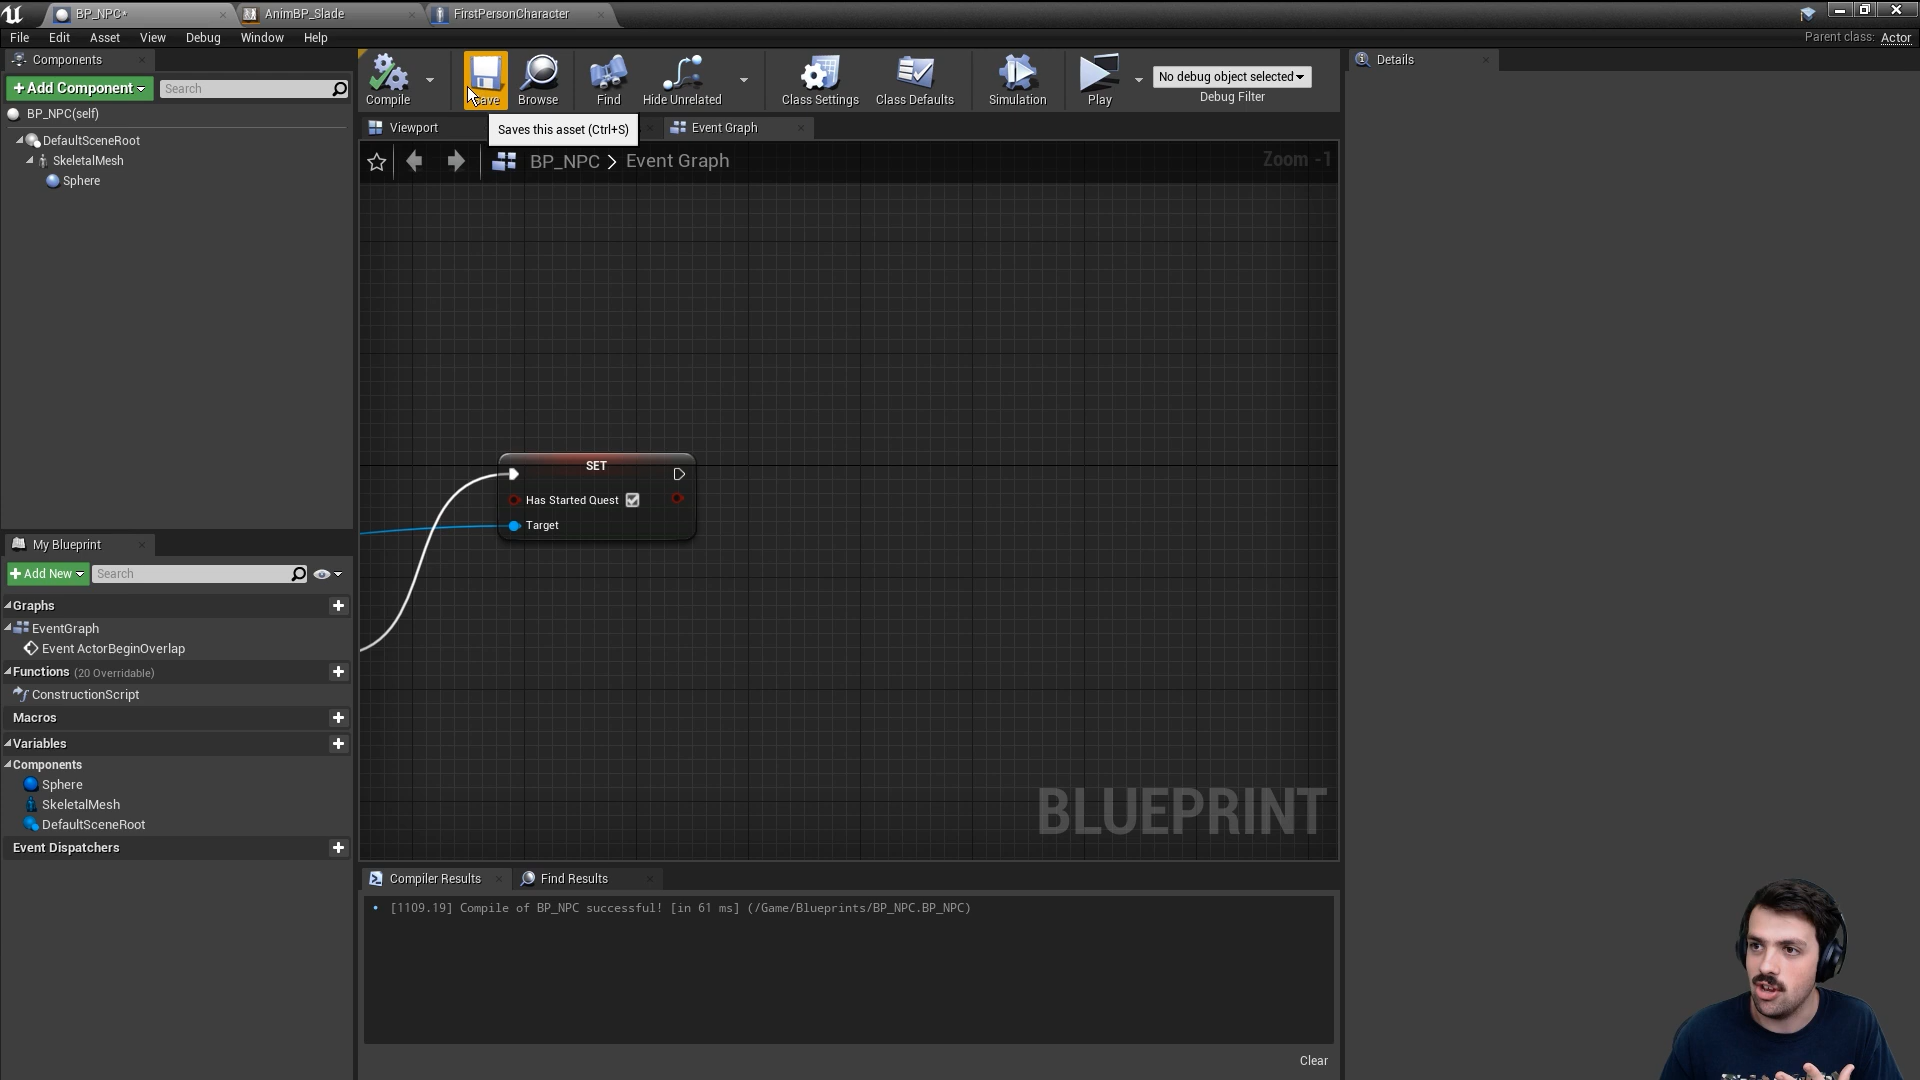 BP_NPC*
AnimBP_Slade
FirstPersonCharacter
File Edit Asset View Debug Window Help
Parent class: Actor
Components
+ Add Component
Search
BP_NPC(self)
DefaultSceneRoot
SkeletalMesh
Sphere
Compile
Save
Browse
Find
Hide Unrelated
Class Settings
Class Defaults
Simulation
Play
No debug object selected
Debug Filter
Details
Viewport
Saves this asset (Ctrl+S)
Event Graph
BP_NPC > Event Graph
Zoom -1
SET
Has Started Quest
Target
BLUEPRINT
My Blueprint
+ Add New
Search
Graphs
EventGraph
Event ActorBeginOverlap
Functions (20 Overridable)
ConstructionScript
Macros
Variables
Components
Sphere
SkeletalMesh
DefaultSceneRoot
Event Dispatchers
Compiler Results
Find Results
[1109.19] Compile of BP_NPC successful! [in 61 ms] (/Game/Blueprints/BP_NPC.BP_NPC)
Clear